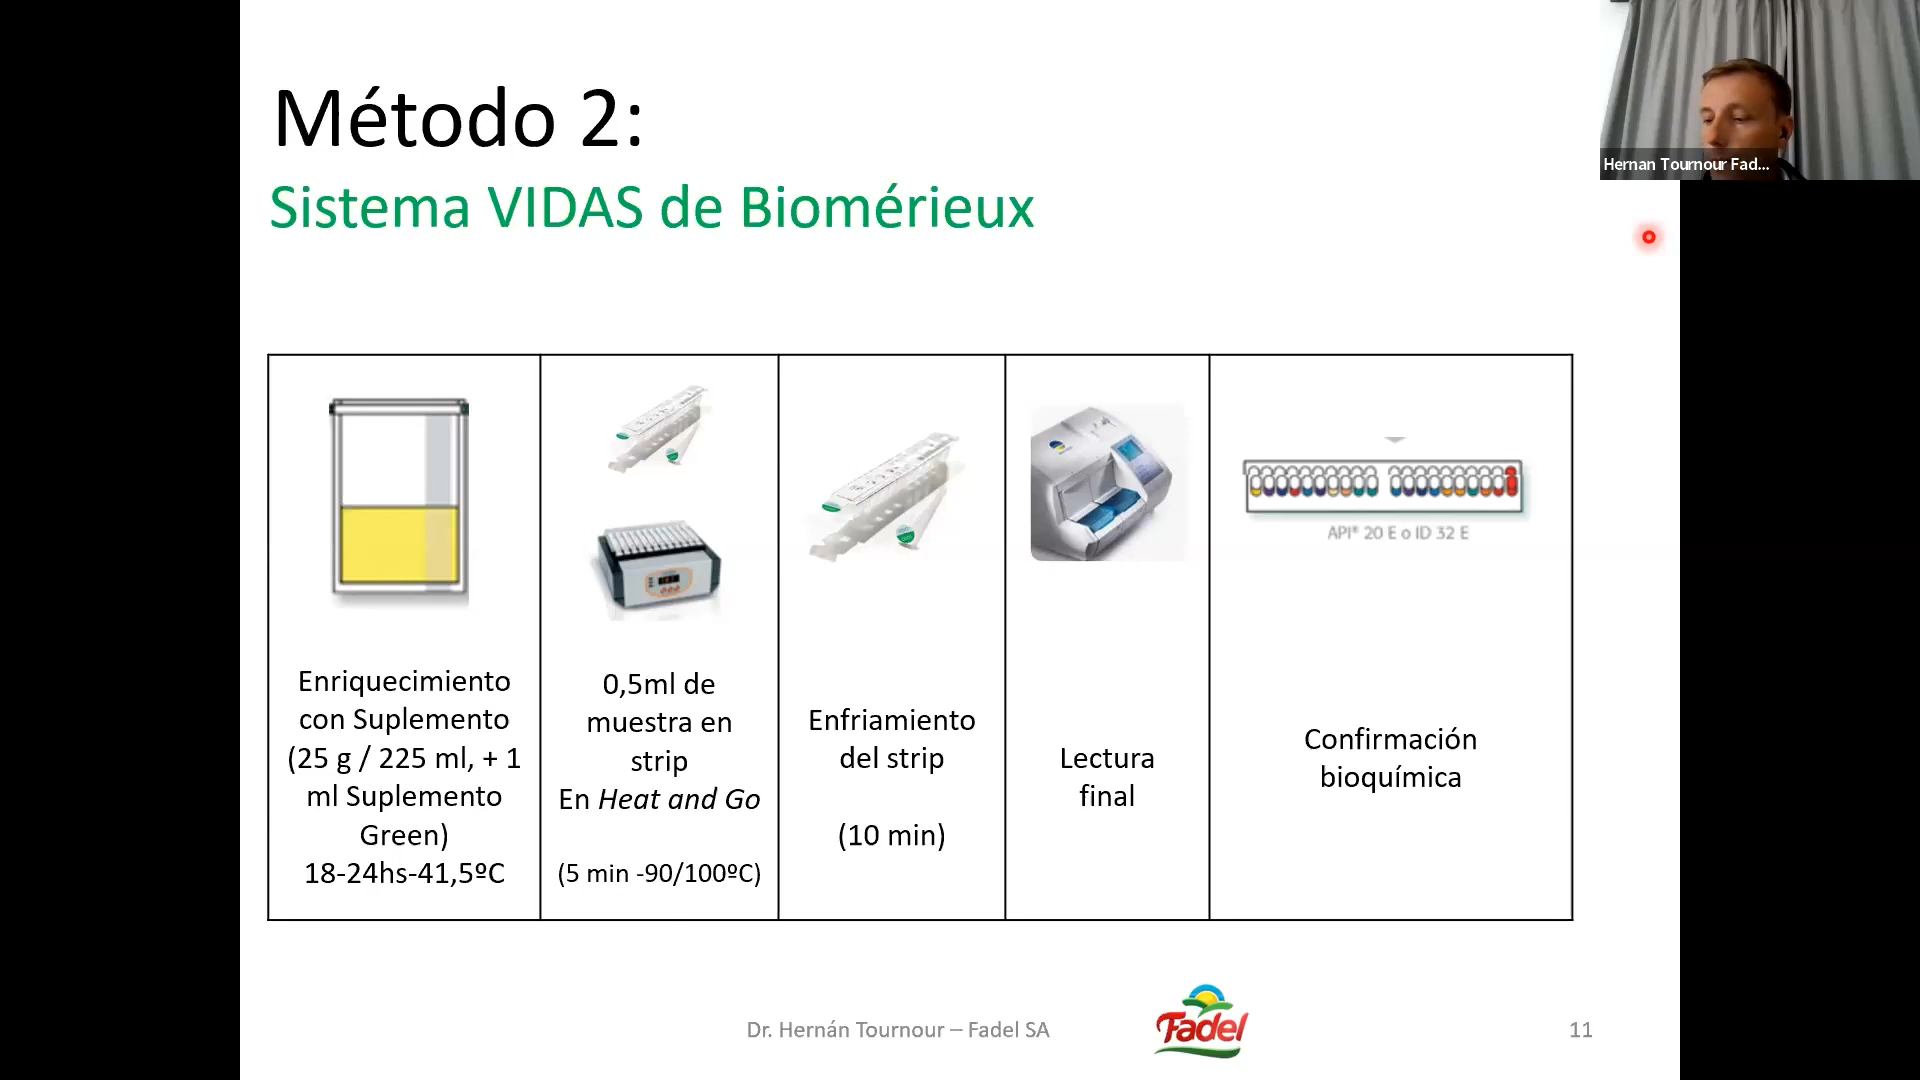 Método 2:
Sistema VIDAS de Biomérieux
Hernan Tournour Fad...
Enriquecimiento
con Suplemento
(25 g / 225 ml, + 1
ml Suplemento
Green)
18-24hs-41,5ºC
0,5ml de
muestra en
strip
En Heat and Go
(5 min -90/100ºC)
Enfriamiento
del strip
(10 min)
Lectura
final
API® 20 E o ID 32 E
Confirmación
bioquímica
Dr. Hernán Tournour – Fadel SA
Fadel
11